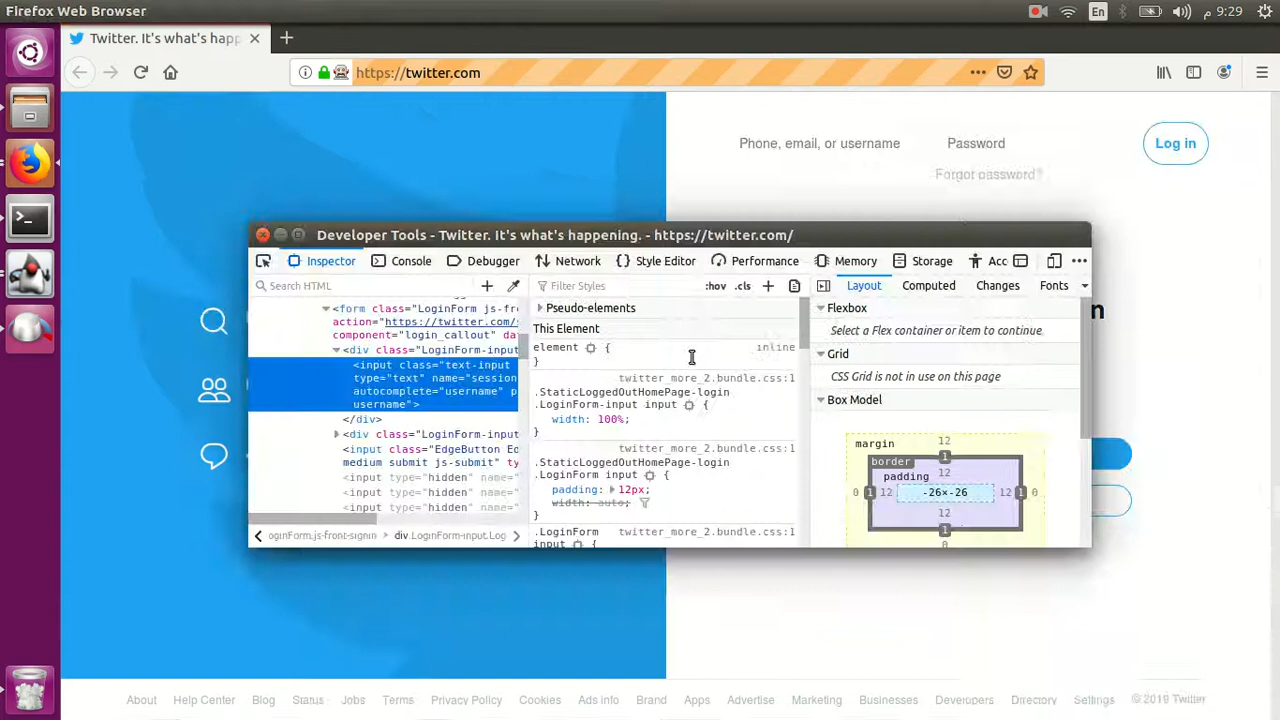 Firefox Web Browser
En
9:29 م
Twitter. It's what's happ
https://twitter.com
Phone, email, or username
Password
Log in
Forgot password?
Developer Tools - Twitter. It's what's happening. - https://twitter.com/
Inspector
Console
Debugger
Network
Style Editor
Performance
Memory
Storage
Acc
Search HTML
<form class="LoginForm js-fro
action="https://twitter.com/s
component="login_callout" da
<div class="LoginForm-input
<input class="text-input
type="text" name="session
autocomplete="username" p
username">
</div>
<div class="LoginForm-input
<input class="EdgeButton Ed
medium submit js-submit" ty
<input type="hidden"
<input type="hidden"
<input type="hidden"
oginForm.js-front-signin
div.LoginForm-input.Log
Filter Styles
:hov .cls
Pseudo-elements
This Element
element { inline
}
twitter_more_2.bundle.css:1
.StaticLoggedOutHomePage-login
.LoginForm-input input {
width: 100%;
}
twitter_more_2.bundle.css:1
.StaticLoggedOutHomePage-login
.LoginForm input {
padding: 12px;
width: auto;
}
.LoginForm twitter_more_2.bundle.css:1
input {
Layout
Computed
Changes
Fonts
Flexbox
Select a Flex container or item to continue.
Grid
CSS Grid is not in use on this page
Box Model
margin 12
border 1
padding 12
0 1 12 -26×-26 12 1 0
12
1
0
n
About
Help Center
Blog
Status
Jobs
Terms
Privacy Policy
Cookies
Ads info
Brand
Apps
Advertise
Marketing
Businesses
Developers
Directory
Settings
© 2019 Twitter